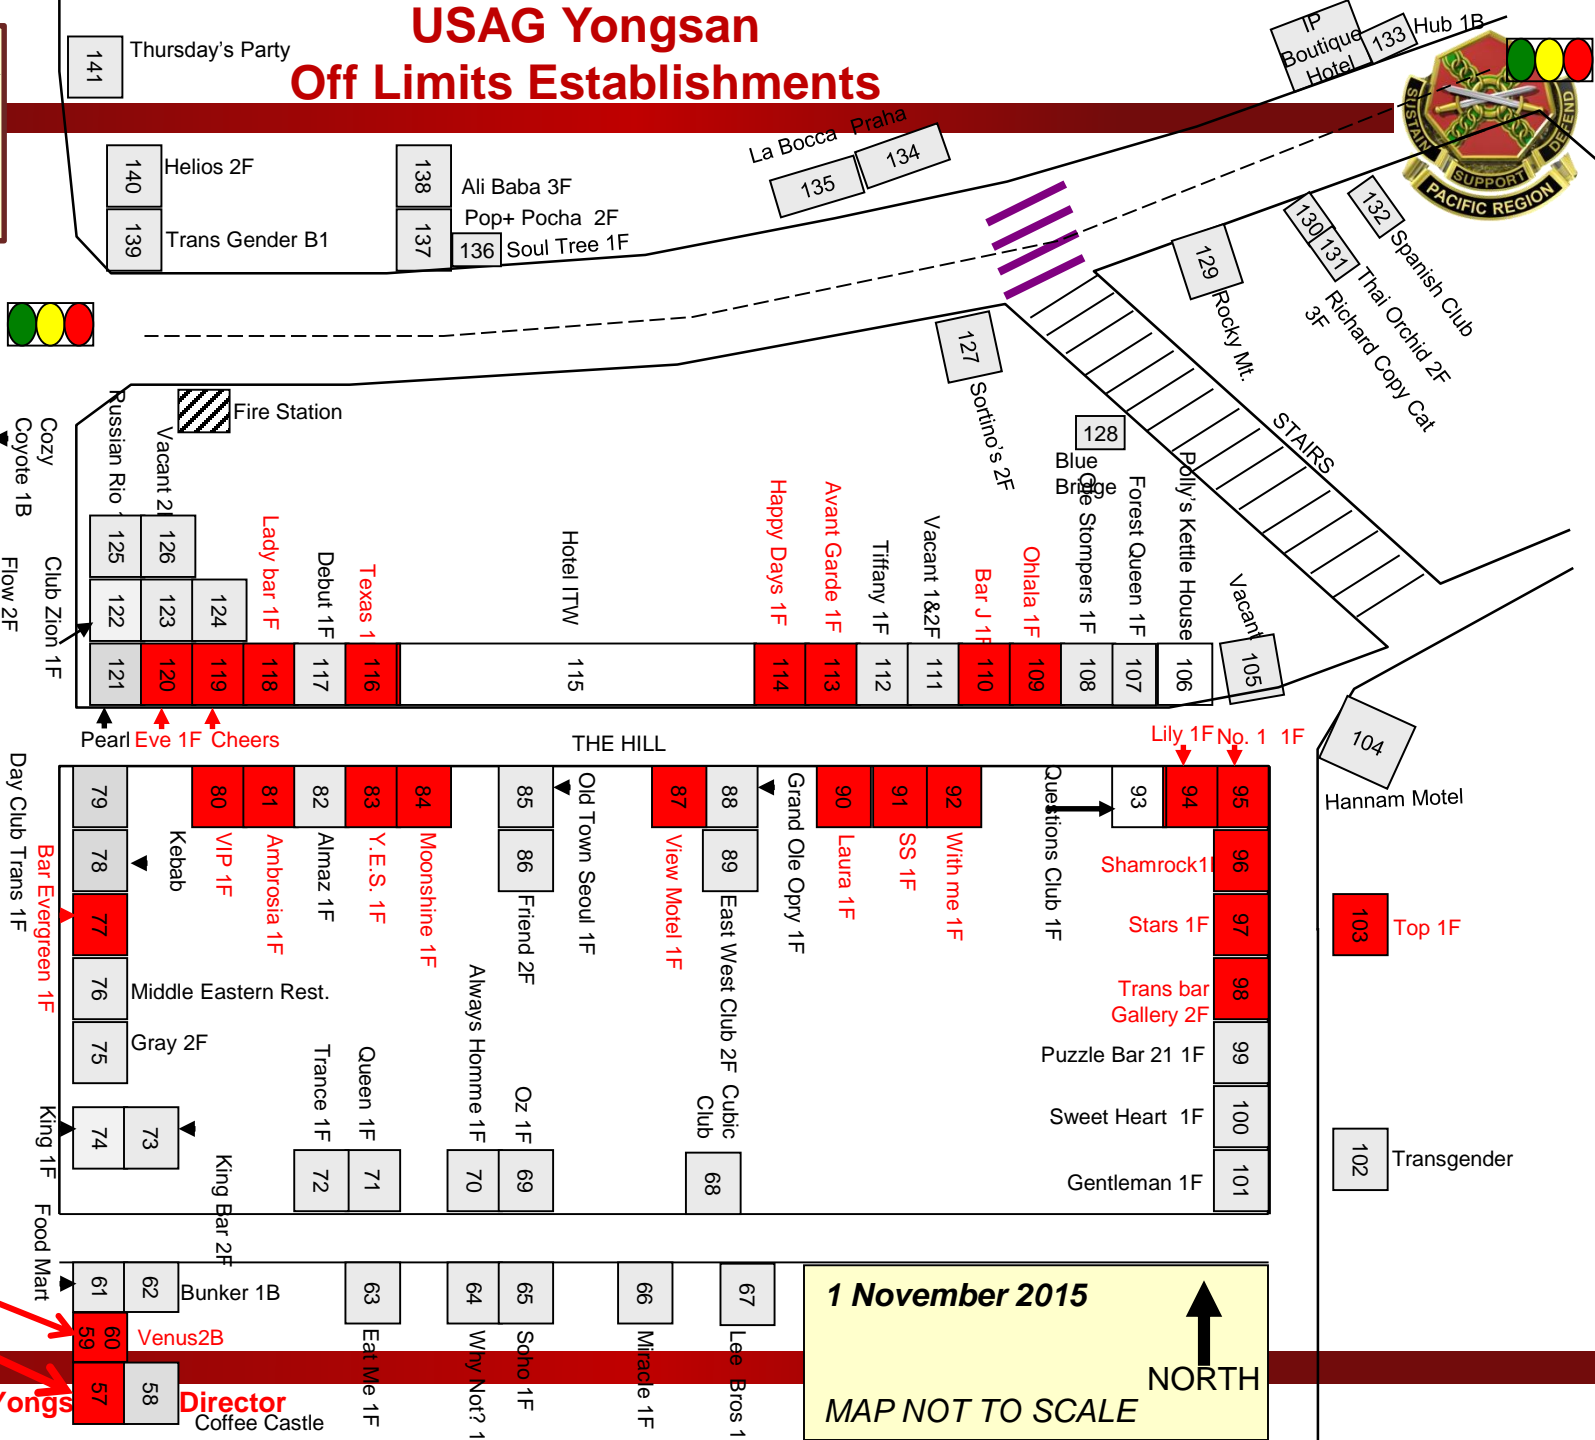 USAG Yongsan
Off Limits Establishments
141
Thursday's Party
IP
Boutique
Hotel
133
Hub 1B
SUSTAIN
SUPPORT
DEFEND
PACIFIC REGION
La Bocca
Praha
135
134
140
Helios 2F
138
Ali Baba 3F
139
Trans Gender B1
137
Pop+ Pocha 2F
136
Soul Tree 1F
132
Spanish Club
130
131
Thai Orchid 2F
Richard Copy Cat
3F
129
Rocky Mt.
127
Sortino's 2F
STAIRS
Fire Station
128
Blue
Bridge
Cozy
Coyote 1B
Flow 2F
Club Zion 1F
Russian Rio
Vacant
125
126
122
123
124
Lady bar 1F
Debut 1F
Texas 1
Hotel ITW
Happy Days 1F
Avant Garde 1F
Tiffany 1F
Vacant 1&2F
Bar J 1F
Ohlala 1F
Stompers 1F
Forest Queen 1F
Polly's Kettle House
Vacant
121
120
119
118
117
116
115
114
113
112
111
110
109
108
107
106
105
Pearl
Eve 1F
Cheers
THE HILL
Lily 1F
No. 1 1F
104
Hannam Motel
79
80
81
82
83
84
85
87
88
90
91
92
93
94
95
78
Kebab
VIP 1F
Ambrosia 1F
Almaz 1F
Y.E.S. 1F
Moonshine 1F
86
Friend 2F
Old Town Seoul 1F
View Motel 1F
89
East West Club 2F
Grand Ole Opry 1F
Laura 1F
SS 1F
With me 1F
Questions Club 1F
Shamrock1
96
Day Club Trans 1F
Bar Evergreen 1F
77
Stars 1F
97
103
Top 1F
76
Middle Eastern Rest.
Trans bar
Gallery 2F
98
75
Gray 2F
Puzzle Bar 21 1F
99
King 1F
74
73
King Bar 2F
Trance 1F
72
Queen 1F
71
Always Homme 1F
70
Oz 1F
69
Cubic
Club
68
Sweet Heart 1F
100
Gentleman 1F
101
102
Transgender
Food Mart
61
62
Bunker 1B
63
Eat Me 1F
64
Why Not? 1
65
Soho 1F
66
Miracle 1F
67
Lee Bros 1
59
60
Venus2B
57
58
Yongs
Director
Coffee Castle
1 November 2015
NORTH
MAP NOT TO SCALE